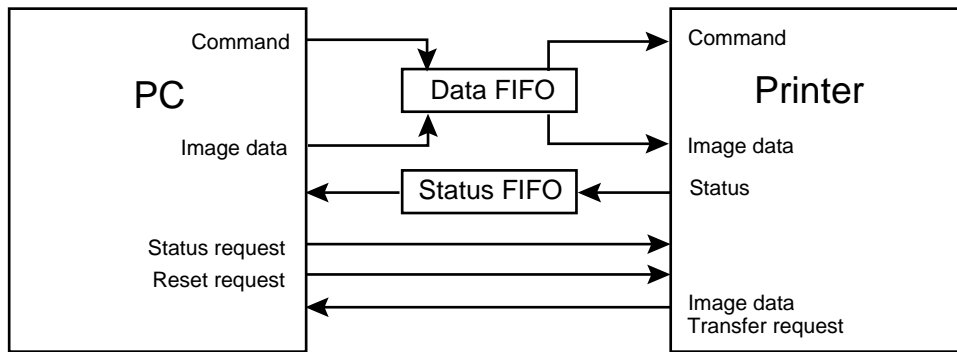 Command
Command
PC
Data FIFO
Printer
Image data
Image data
Status FIFO
Status
Status request
Reset request
Image data
Transfer request